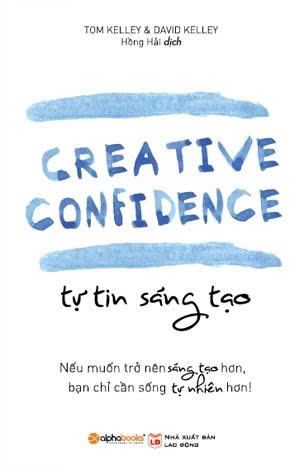 TOM KELLEY & DAVID KELLEY
Hồng Hải dịch
CREATIVE
CONFIDENCE
tự tin sáng tạo
Nếu muốn trở nên sáng tạo hơn,
bạn chỉ cần sống tự nhiên hơn!
alphabooks
NHÀ XUẤT BẢN
LAO ĐỘNG